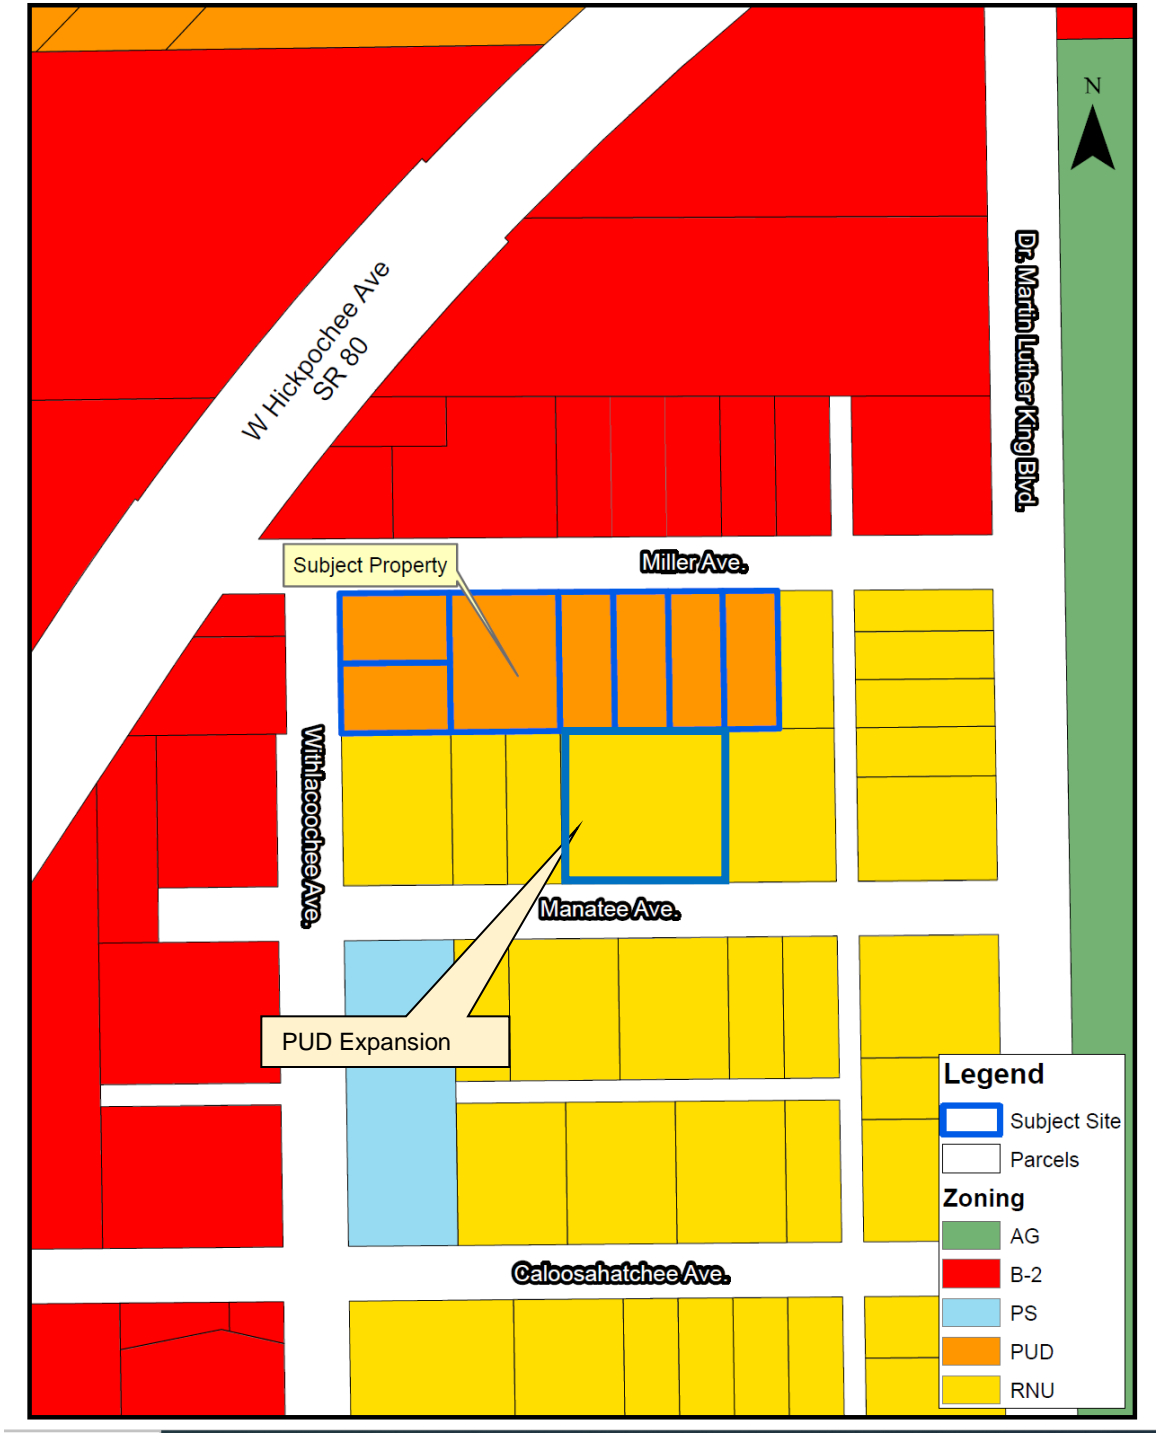 N
Dr. Martin Luther King Blvd.
W Hickpochee Ave
SR 80
Miller Ave.
Subject Property
Withlacoochee Ave.
Manatee Ave.
PUD Expansion
Caloosahatchee Ave.
Legend
Subject Site
Parcels
Zoning
AG
B-2
PS
PUD
RNU